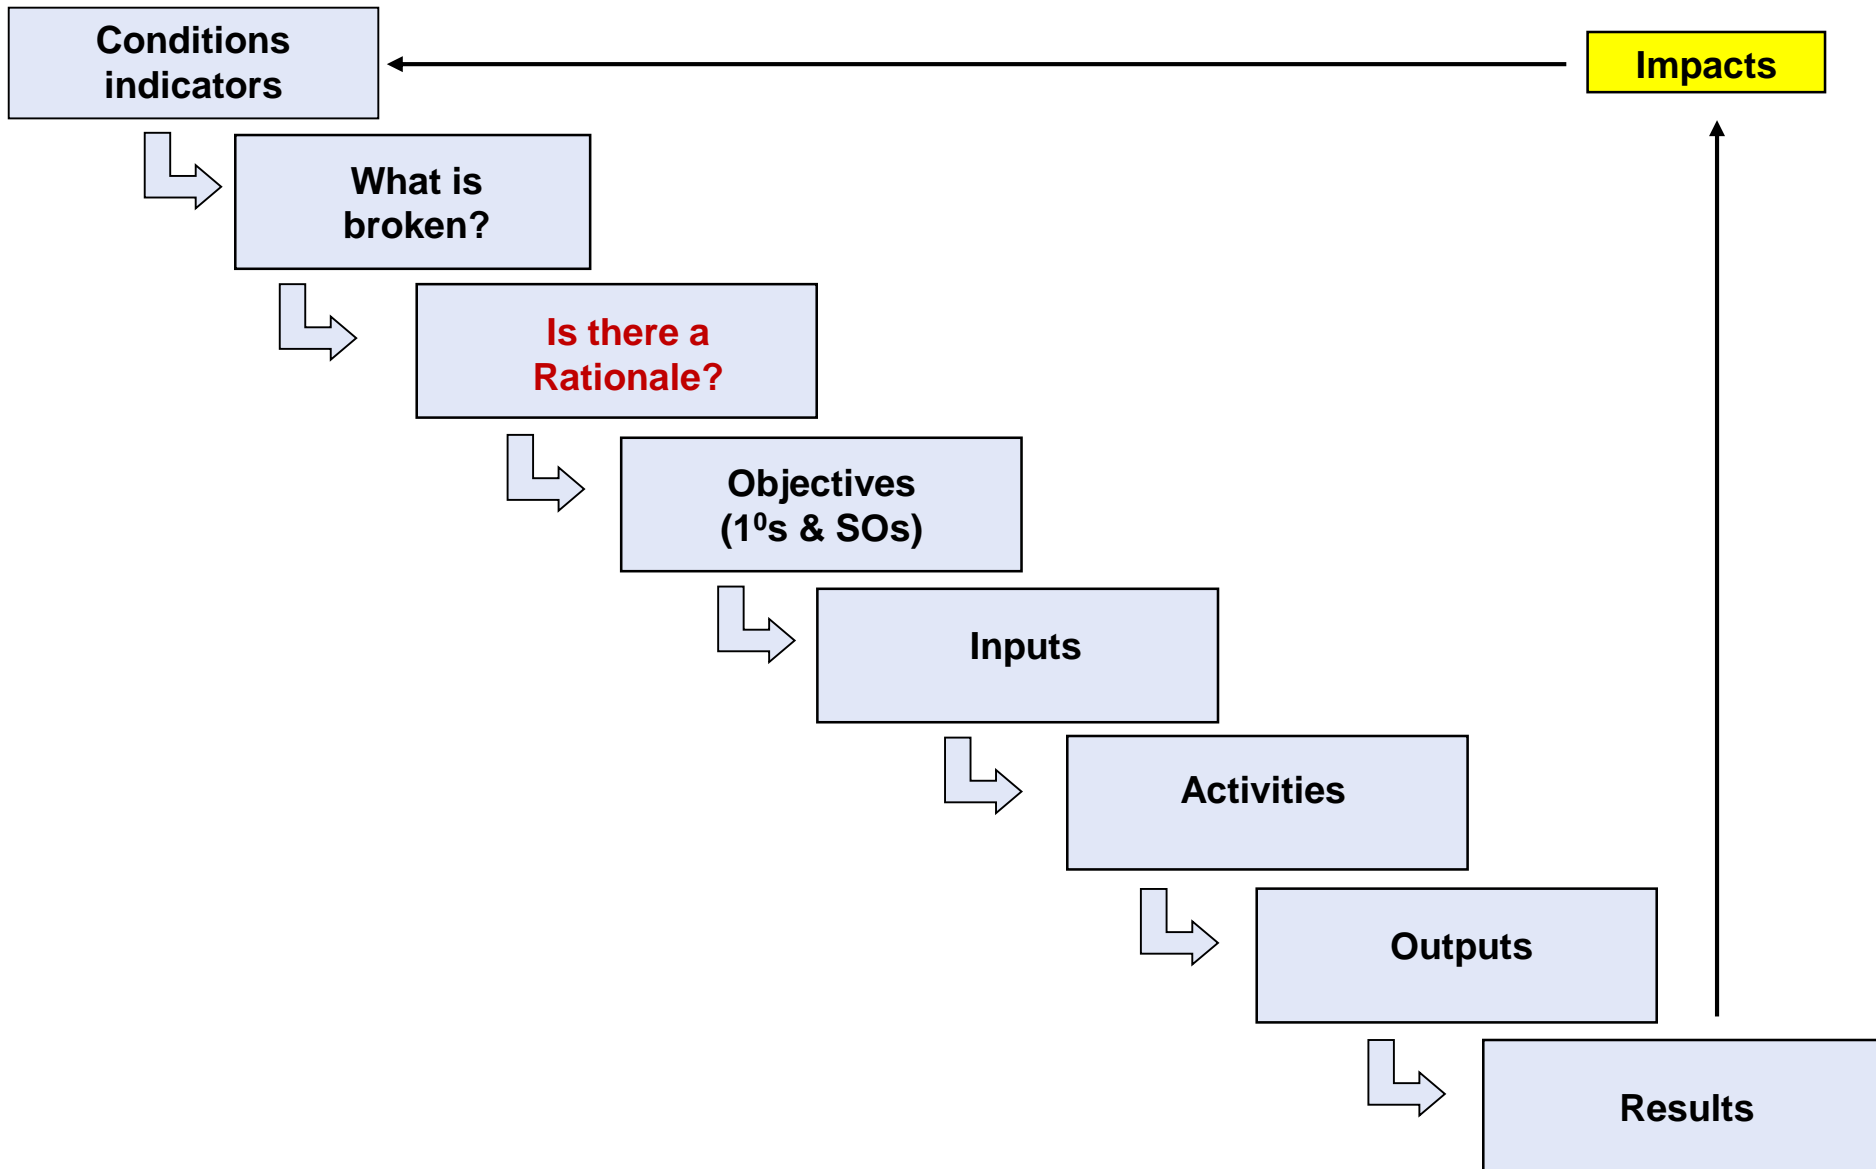 Conditions
indicators
Impacts
What is
broken?
Is there a
Rationale?
Objectives
(1⁰s & SOs)
Inputs
Activities
Outputs
Results